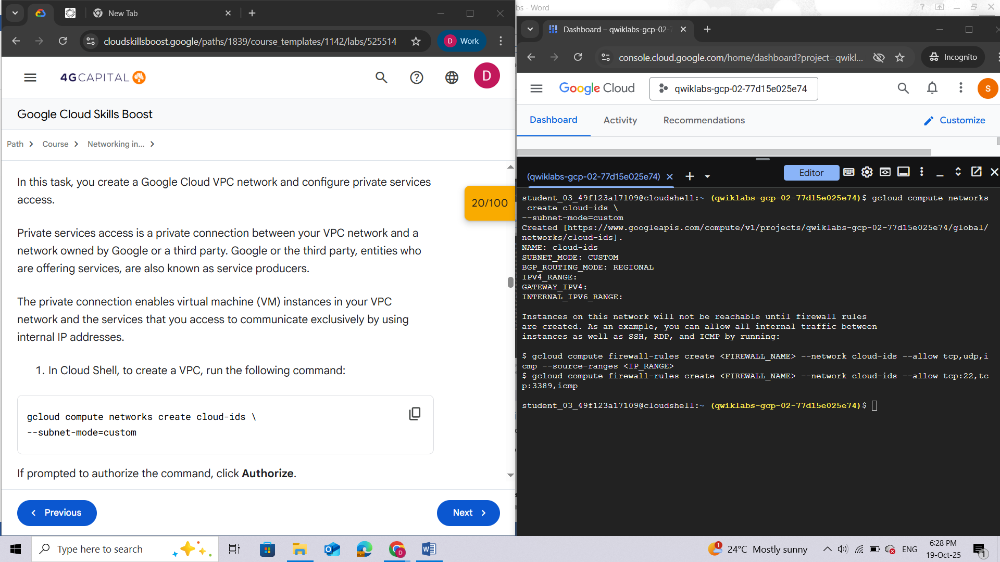 New Tab
cloudskillsboost.google/paths/1839/course_templates/1142/labs/525514
D Work
4GCAPITAL
D
Google Cloud Skills Boost
Path > Course > Networking in... >
In this task, you create a Google Cloud VPC network and configure private services
access.
20/100
Private services access is a private connection between your VPC network and a
network owned by Google or a third party. Google or the third party, entities who
are offering services, are also known as service producers.
The private connection enables virtual machine (VM) instances in your VPC
network and the services that you access to communicate exclusively by using
internal IP addresses.
1. In Cloud Shell, to create a VPC, run the following command:
gcloud compute networks create cloud-ids \
--subnet-mode=custom
If prompted to authorize the command, click Authorize.
Previous
Next
bs - Word
Dashboard – qwiklabs-gcp-02-7
console.cloud.google.com/home/dashboard?project=qwikl...
Incognito
Google Cloud
qwiklabs-gcp-02-77d15e025e74
S
Dashboard Activity Recommendations
Customize
(qwiklabs-gcp-02-77d15e025e74)
Editor
student_03_49f123a17109@cloudshell:~ (qwiklabs-gcp-02-77d15e025e74)$ gcloud compute networks
create cloud-ids \
--subnet-mode=custom
Created [https://www.googleapis.com/compute/v1/projects/qwiklabs-gcp-02-77d15e025e74/global/
networks/cloud-ids].
NAME: cloud-ids
SUBNET_MODE: CUSTOM
BGP_ROUTING_MODE: REGIONAL
IPV4_RANGE:
GATEWAY_IPV4:
INTERNAL_IPV6_RANGE:
Instances on this network will not be reachable until firewall rules
are created. As an example, you can allow all internal traffic between
instances as well as SSH, RDP, and ICMP by running:
$ gcloud compute firewall-rules create <FIREWALL_NAME> --network cloud-ids --allow tcp,udp,i
cmp --source-ranges <IP_RANGE>
$ gcloud compute firewall-rules create <FIREWALL_NAME> --network cloud-ids --allow tcp:22,tc
p:3389,icmp
student_03_49f123a17109@cloudshell:~ (qwiklabs-gcp-02-77d15e025e74)$
Type here to search
24°C Mostly sunny
ENG
6:28 PM
19-Oct-25
1
1